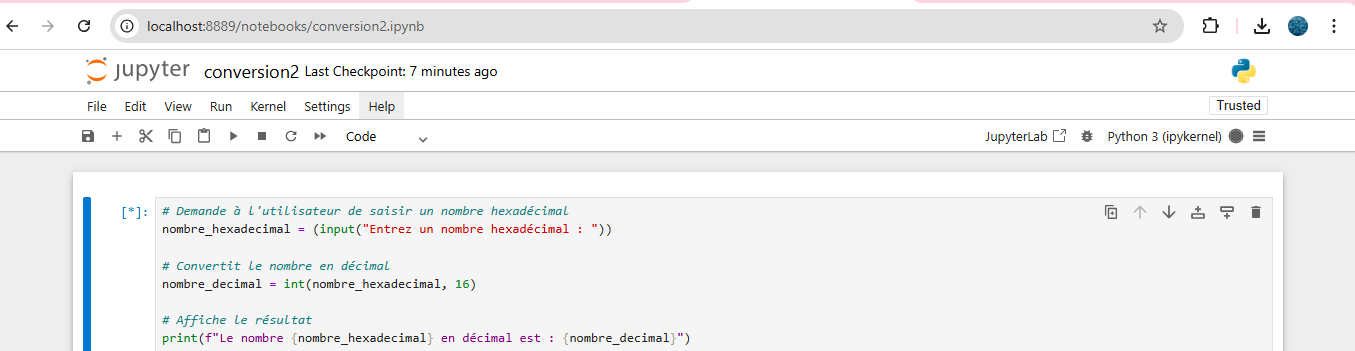 localhost:8889/notebooks/conversion2.ipynb
jupyter conversion2 Last Checkpoint: 7 minutes ago
File Edit View Run Kernel Settings Help Trusted
Code JupyterLab Python 3 (ipykernel)
[*]: # Demande à l'utilisateur de saisir un nombre hexadécimal
nombre_hexadecimal = (input("Entrez un nombre hexadécimal : "))
# Convertit le nombre en décimal
nombre_decimal = int(nombre_hexadecimal, 16)
# Affiche le résultat
print(f"Le nombre {nombre_hexadecimal} en décimal est : {nombre_decimal}")